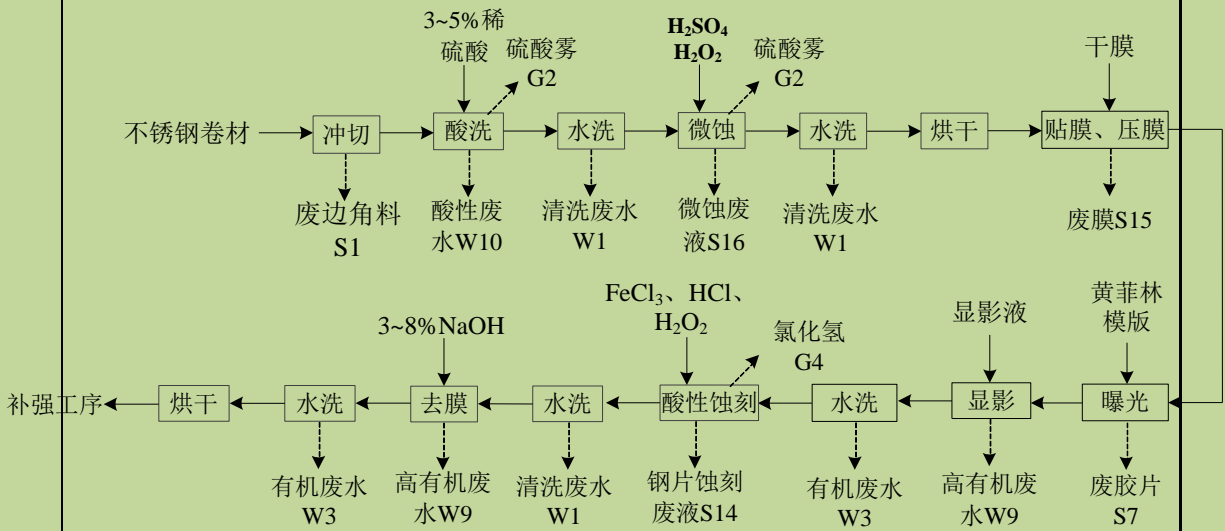 3~5%稀
硫酸
硫酸雾
G2
H₂SO₄
H₂O₂
硫酸雾
G2
干膜
不锈钢卷材
冲切
酸洗
水洗
微蚀
水洗
烘干
贴膜、压膜
废边角料
S1
酸性废
水W10
清洗废水
W1
微蚀废
液S16
清洗废水
W1
废膜S15
3~8%NaOH
FeCl₃、HCl、
H₂O₂
氯化氢
G4
显影液
黄菲林
模版
补强工序
烘干
水洗
去膜
水洗
酸性蚀刻
水洗
显影
曝光
有机废水
W3
高有机废
水W9
清洗废水
W1
钢片蚀刻
废液S14
有机废水
W3
高有机废
水W9
废胶片
S7